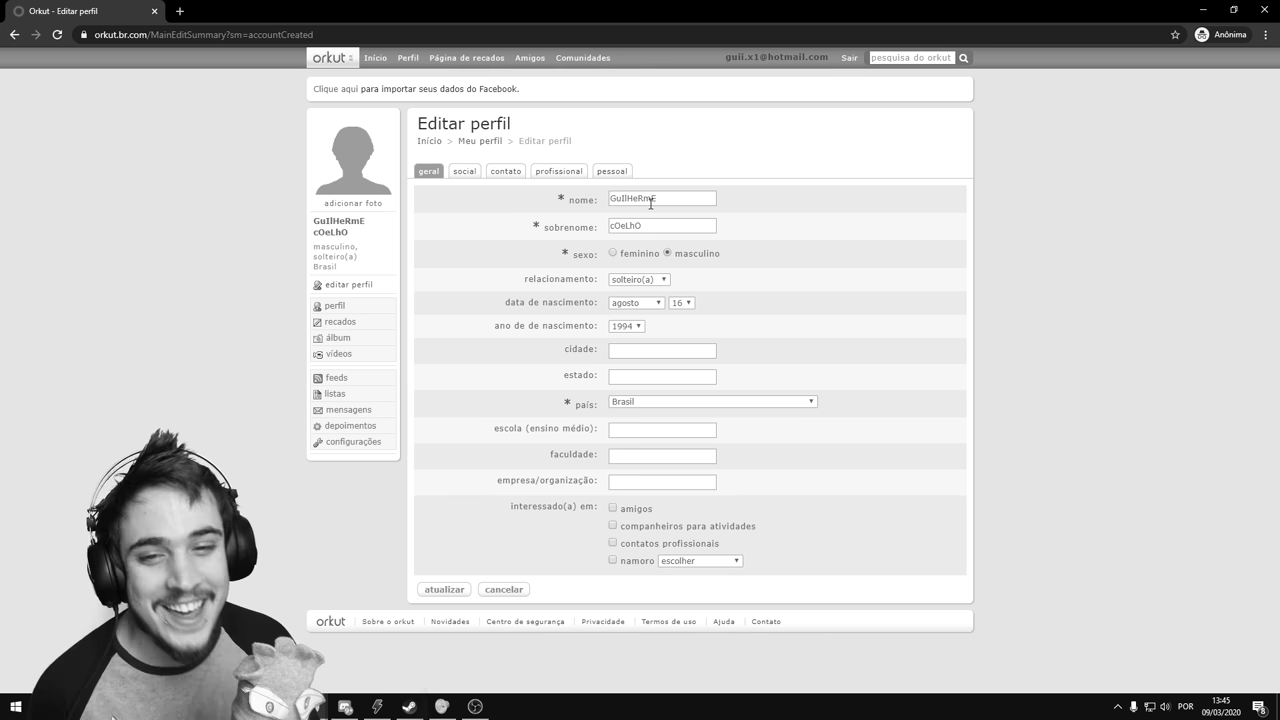 Orkut - Editar perfil
orkut.br.com/MainEditSummary?sm=accountCreated
Anônima
orkut
Início
Perfil
Página de recados
Amigos
Comunidades
guii.x1@hotmail.com
Sair
pesquisa do orkut
Clique aqui para importar seus dados do Facebook.
adicionar foto
GuIlHeRmE
cOeLhO
masculino,
solteiro(a)
Brasil
editar perfil
perfil
recados
álbum
vídeos
feeds
listas
mensagens
depoimentos
configurações
Editar perfil
Início > Meu perfil > Editar perfil
geral
social
contato
profissional
pessoal
* nome: GuIlHeRmE
* sobrenome: cOeLhO
* sexo: feminino masculino
relacionamento: solteiro(a)
data de nascimento: agosto 16
ano de de nascimento: 1994
cidade:
estado:
* país: Brasil
escola (ensino médio):
faculdade:
empresa/organização:
interessado(a) em: amigos
companheiros para atividades
contatos profissionais
namoro escolher
atualizar
cancelar
orkut
Sobre o orkut
Novidades
Centro de segurança
Privacidade
Termos de uso
Ajuda
Contato
POR
13:45
09/03/2020
8